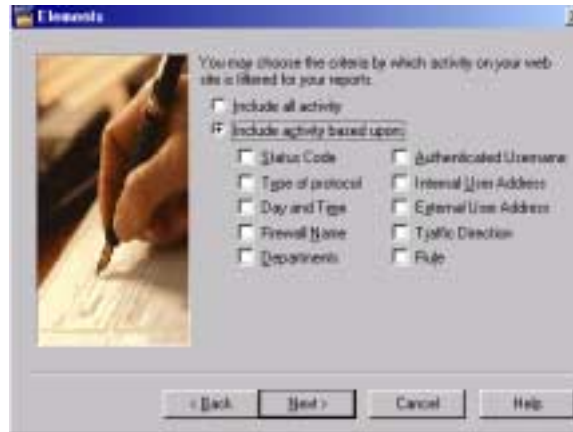 Elements
You may choose the criteria by which activity on your web
site is filtered for your reports
Include all activity
Include activity based upon:
Status Code
Authenticated Username
Type of protocol
Internal User Address
Day and Time
External User Address
Firewall Name
Traffic Direction
Departments
Rule
< Back
Next >
Cancel
Help